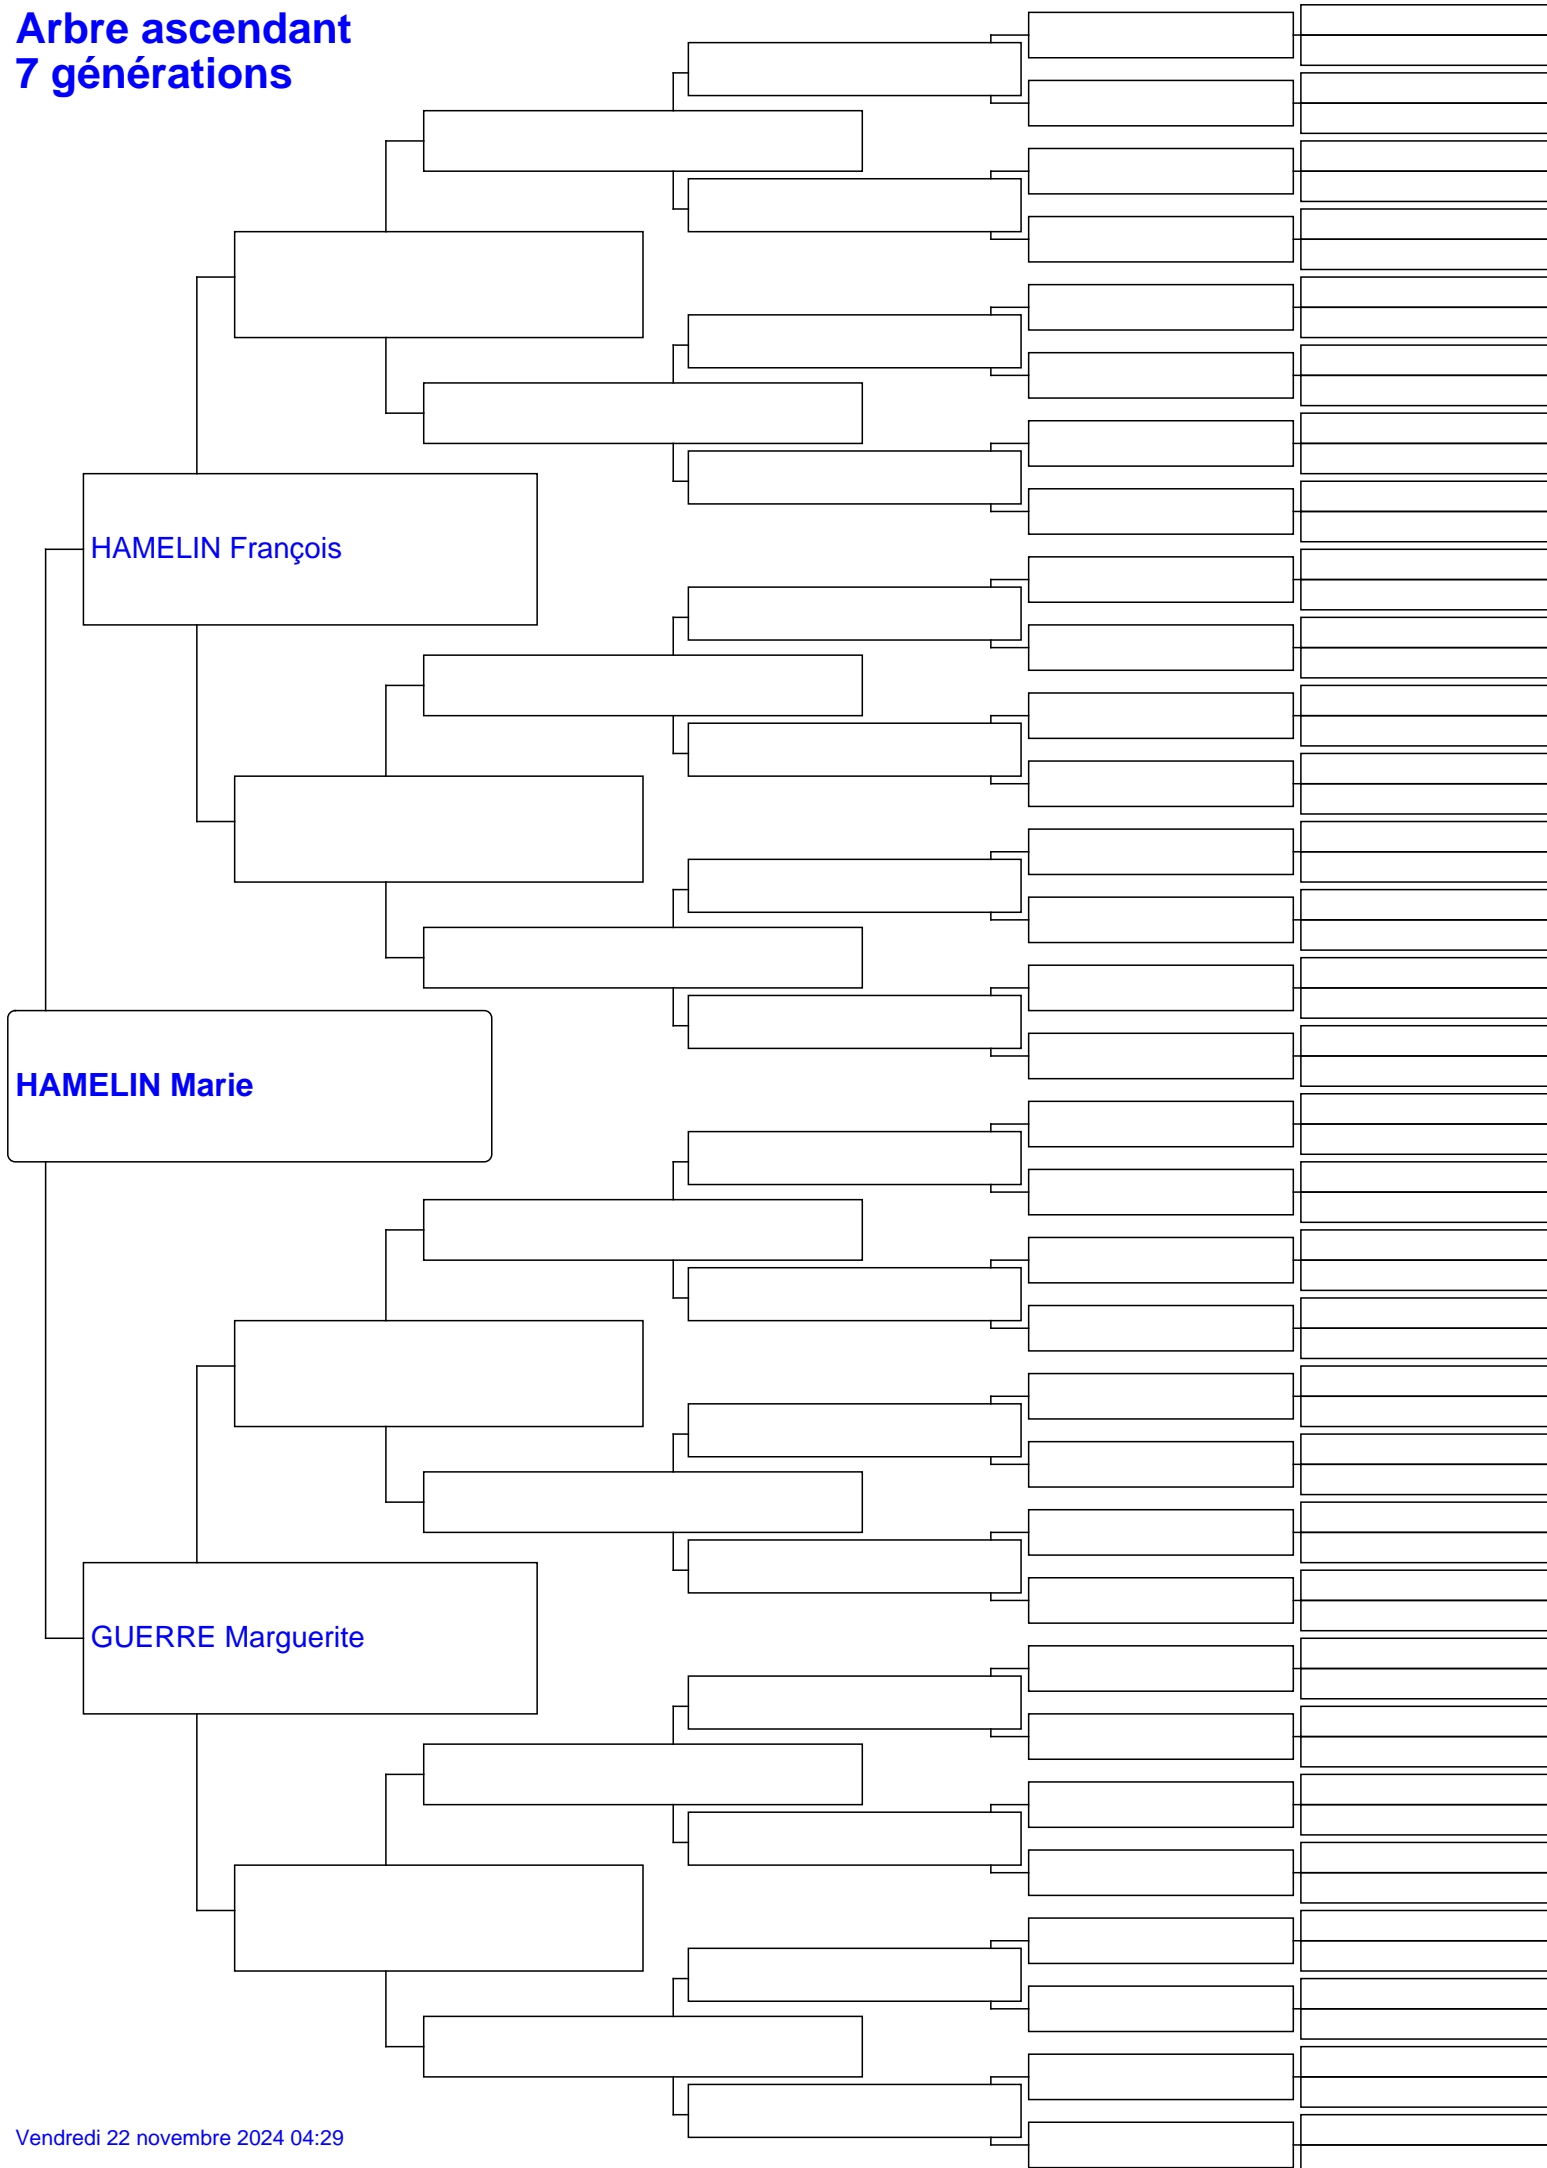 Arbre ascendant
7 générations
HAMELIN François
HAMELIN Marie
GUERRE Marguerite
Vendredi 22 novembre 2024 04:29